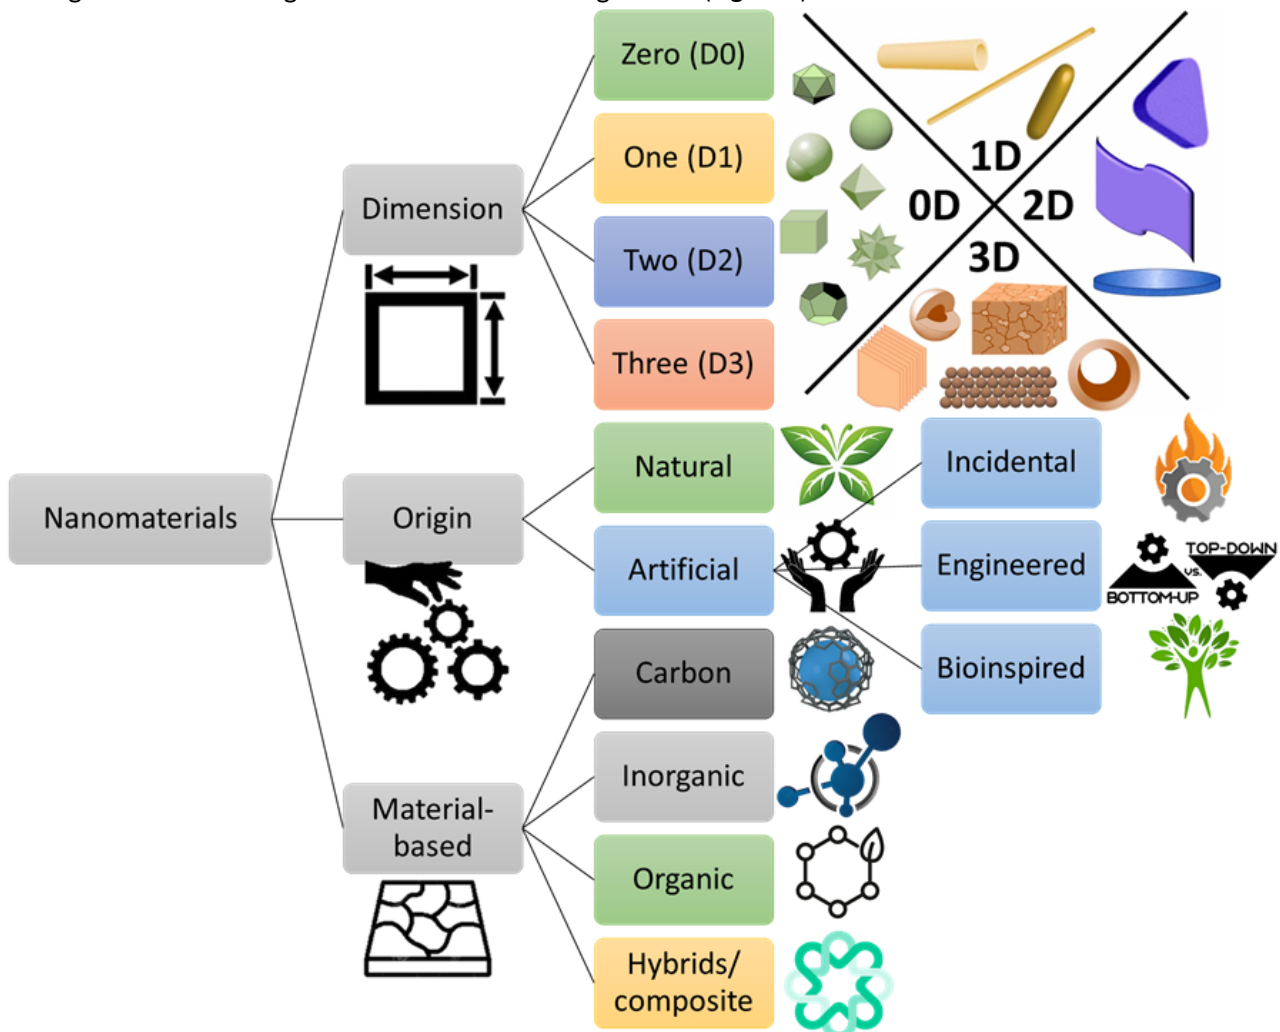 Zero (D0)
One (D1)
Two (D2)
Three (D3)
Dimension
1D
0D
2D
3D
Nanomaterials
Origin
Natural
Artificial
Incidental
Engineered
Bioinspired
TOP-DOWN
VS.
BOTTOM-UP
Material-
based
Carbon
Inorganic
Organic
Hybrids/
composite